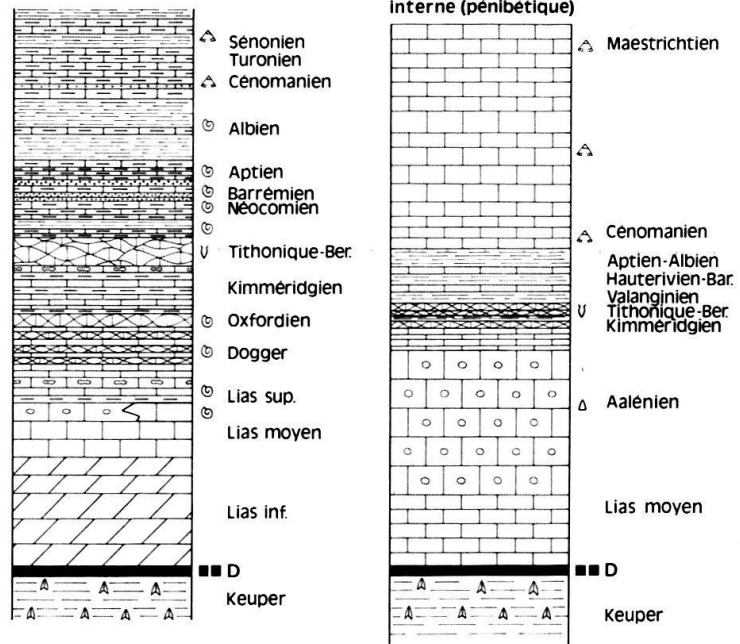 interne (pénibétique)
Sénonien
Turonien
Cénomanien
Albien
Aptien
Barrémien
Néocomien
Tithonique-Ber.
Kimméridgien
Oxfordien
Dogger
Lias sup.
Lias moyen
Lias inf.
D
Keuper
Maestrichtien
Cénomanien
Aptien-Albien
Hauterivien-Bar.
Valanginien
Tithonique-Ber.
Kimméridgien
Aalénien
Lias moyen
D
Keuper